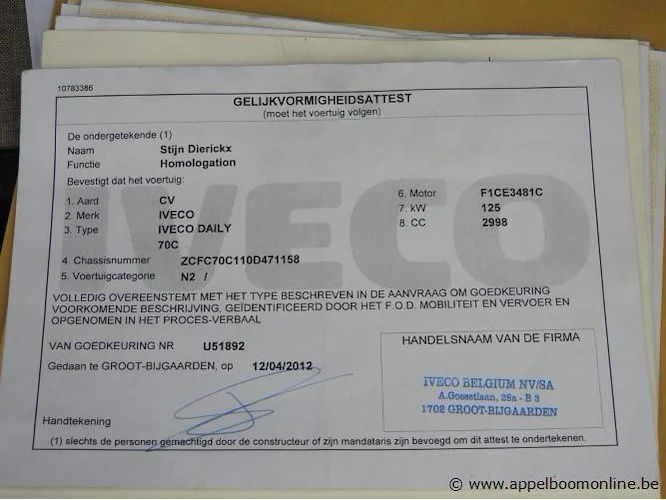 10783386
GELIJKVORMIGHEIDSATTEST
(moet het voertuig volgen)
De ondergetekende (1)
Naam Stijn Dierickx
Functie Homologation
Bevestigt dat het voertuig:
1. Aard CV
2. Merk IVECO
3. Type IVECO DAILY
70C
4. Chassisnummer ZCFC70C110D471158
5. Voertuigcategorie N2 /
6. Motor F1CE3481C
7. kW 125
8. CC 2998
IVECO
VOLLEDIG OVEREENSTEMT MET HET TYPE BESCHREVEN IN DE AANVRAAG OM GOEDKEURING
VOORKOMENDE BESCHRIJVING, GEÏDENTIFICEERD DOOR HET F.O.D. MOBILITEIT EN VERVOER EN
OPGENOMEN IN HET PROCES-VERBAAL
VAN GOEDKEURING NR U51892
Gedaan te GROOT-BIJGAARDEN, op 12/04/2012
HANDELSNAAM VAN DE FIRMA
IVECO BELGIUM NV/SA
A.Gossetlaan, 28a - B 3
1702 GROOT-BIJGAARDEN
Handtekening
(1) slechts de personen gemachtigd door de constructeur of zijn mandataris zijn bevoegd om dit attest te ondertekenen.
© www.appelboomonline.be